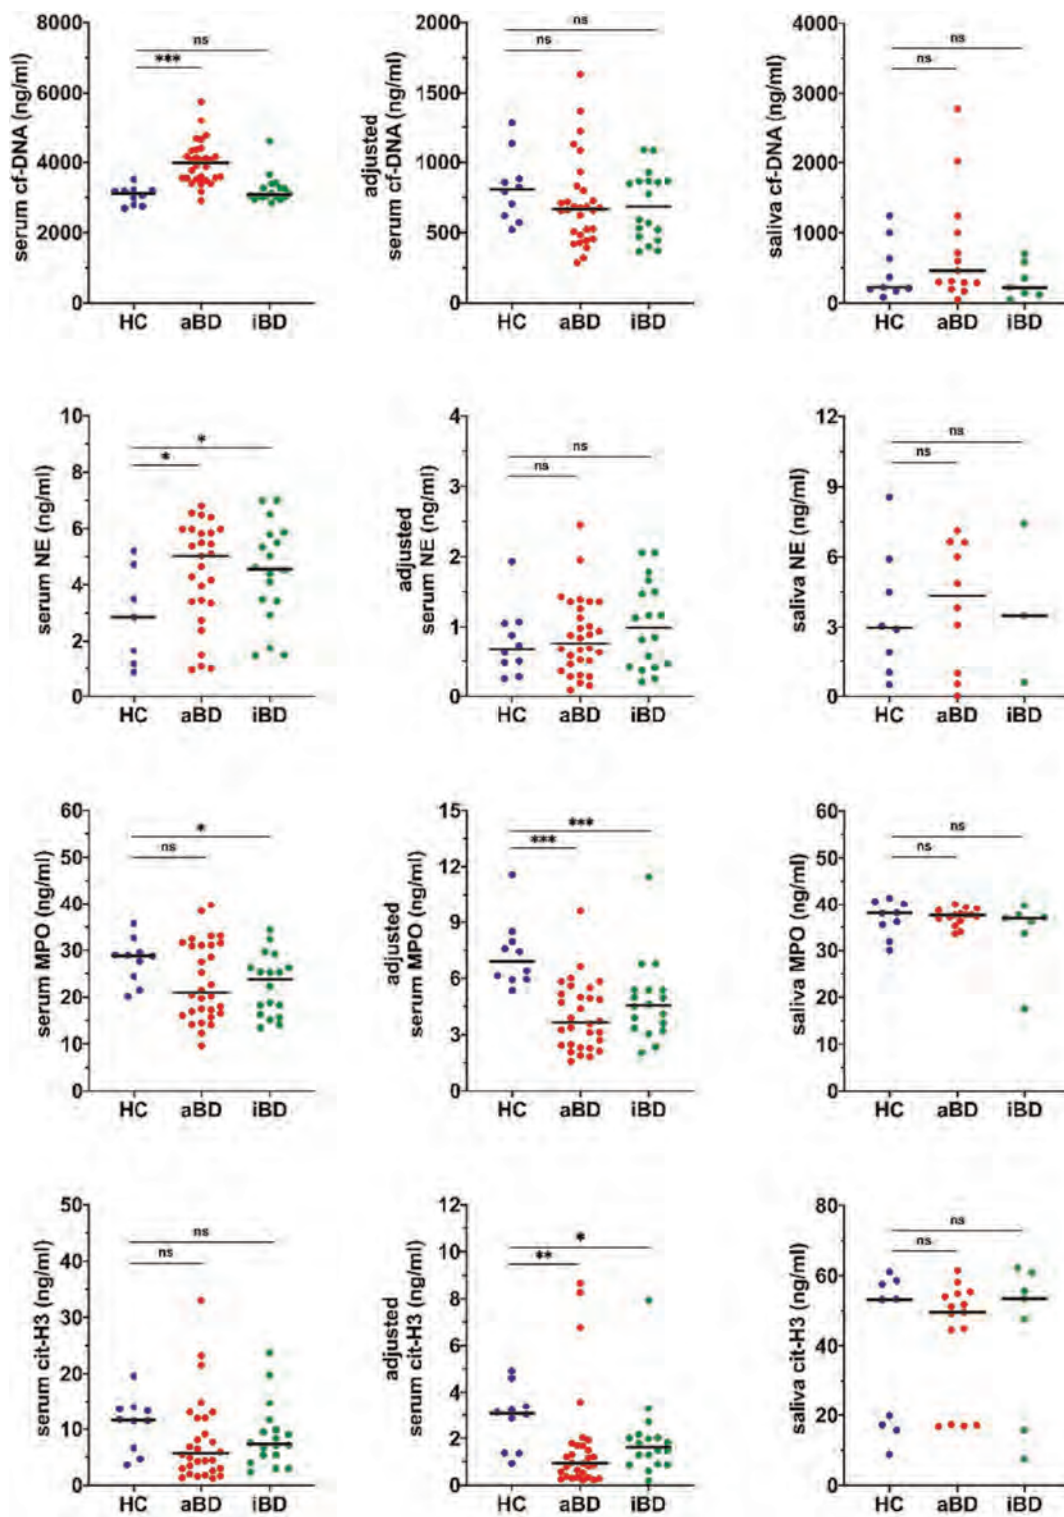 serum cf-DNA (ng/ml)
8000
6000
4000
2000
0
ns
***
HC aBD iBD
adjusted
serum cf-DNA (ng/ml)
2000
1500
1000
500
0
ns
ns
HC aBD iBD
saliva cf-DNA (ng/ml)
4000
3000
2000
1000
0
ns
ns
HC aBD iBD
serum NE (ng/ml)
10
8
6
4
2
0
*
*
HC aBD iBD
adjusted
serum NE (ng/ml)
4
3
2
1
0
ns
ns
HC aBD iBD
saliva NE (ng/ml)
12
9
6
3
0
ns
ns
HC aBD iBD
serum MPO (ng/ml)
60
50
40
30
20
10
0
*
ns
HC aBD iBD
adjusted
serum MPO (ng/ml)
15
12
9
6
3
0
***
***
HC aBD iBD
saliva MPO (ng/ml)
60
50
40
30
20
10
0
ns
ns
HC aBD iBD
serum cit-H3 (ng/ml)
50
40
30
20
10
0
ns
ns
HC aBD iBD
adjusted
serum cit-H3 (ng/ml)
12
10
8
6
4
2
0
*
**
HC aBD iBD
saliva cit-H3 (ng/ml)
80
60
40
20
0
ns
ns
HC aBD iBD